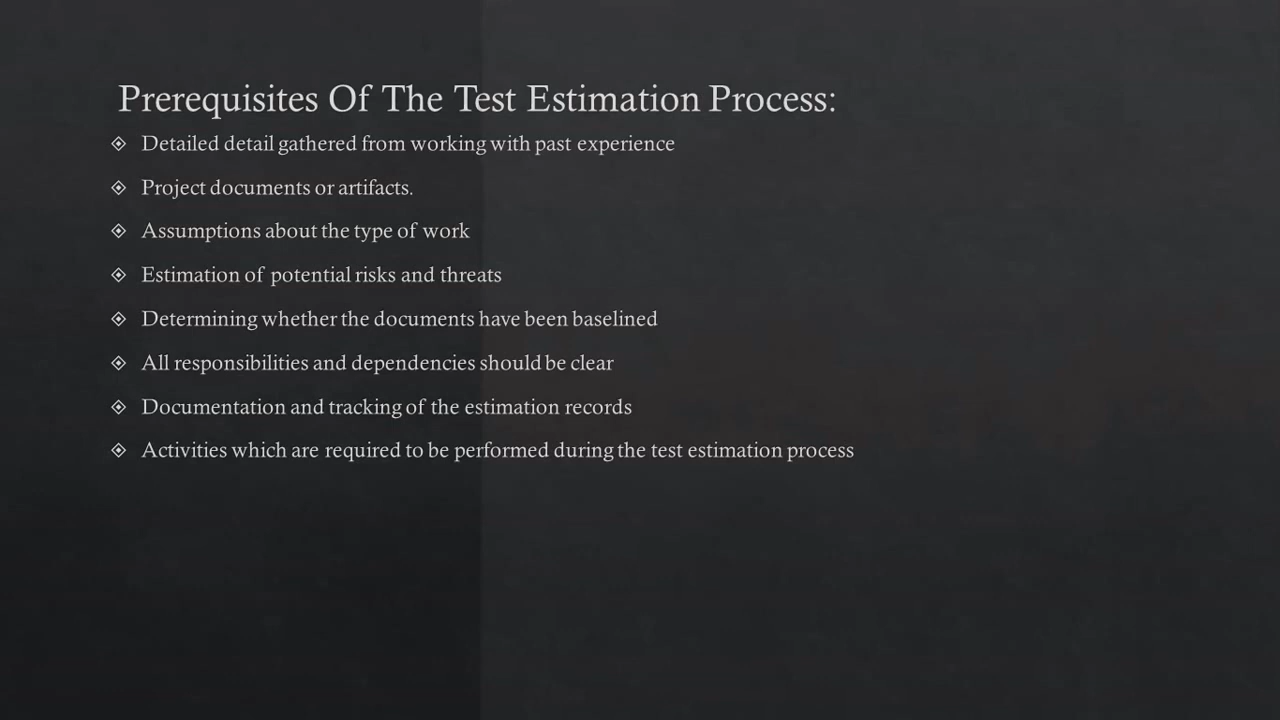 Prerequisites Of The Test Estimation Process:
Detailed detail gathered from working with past experience
Project documents or artifacts.
Assumptions about the type of work
Estimation of potential risks and threats
Determining whether the documents have been baselined
All responsibilities and dependencies should be clear
Documentation and tracking of the estimation records
Activities which are required to be performed during the test estimation process